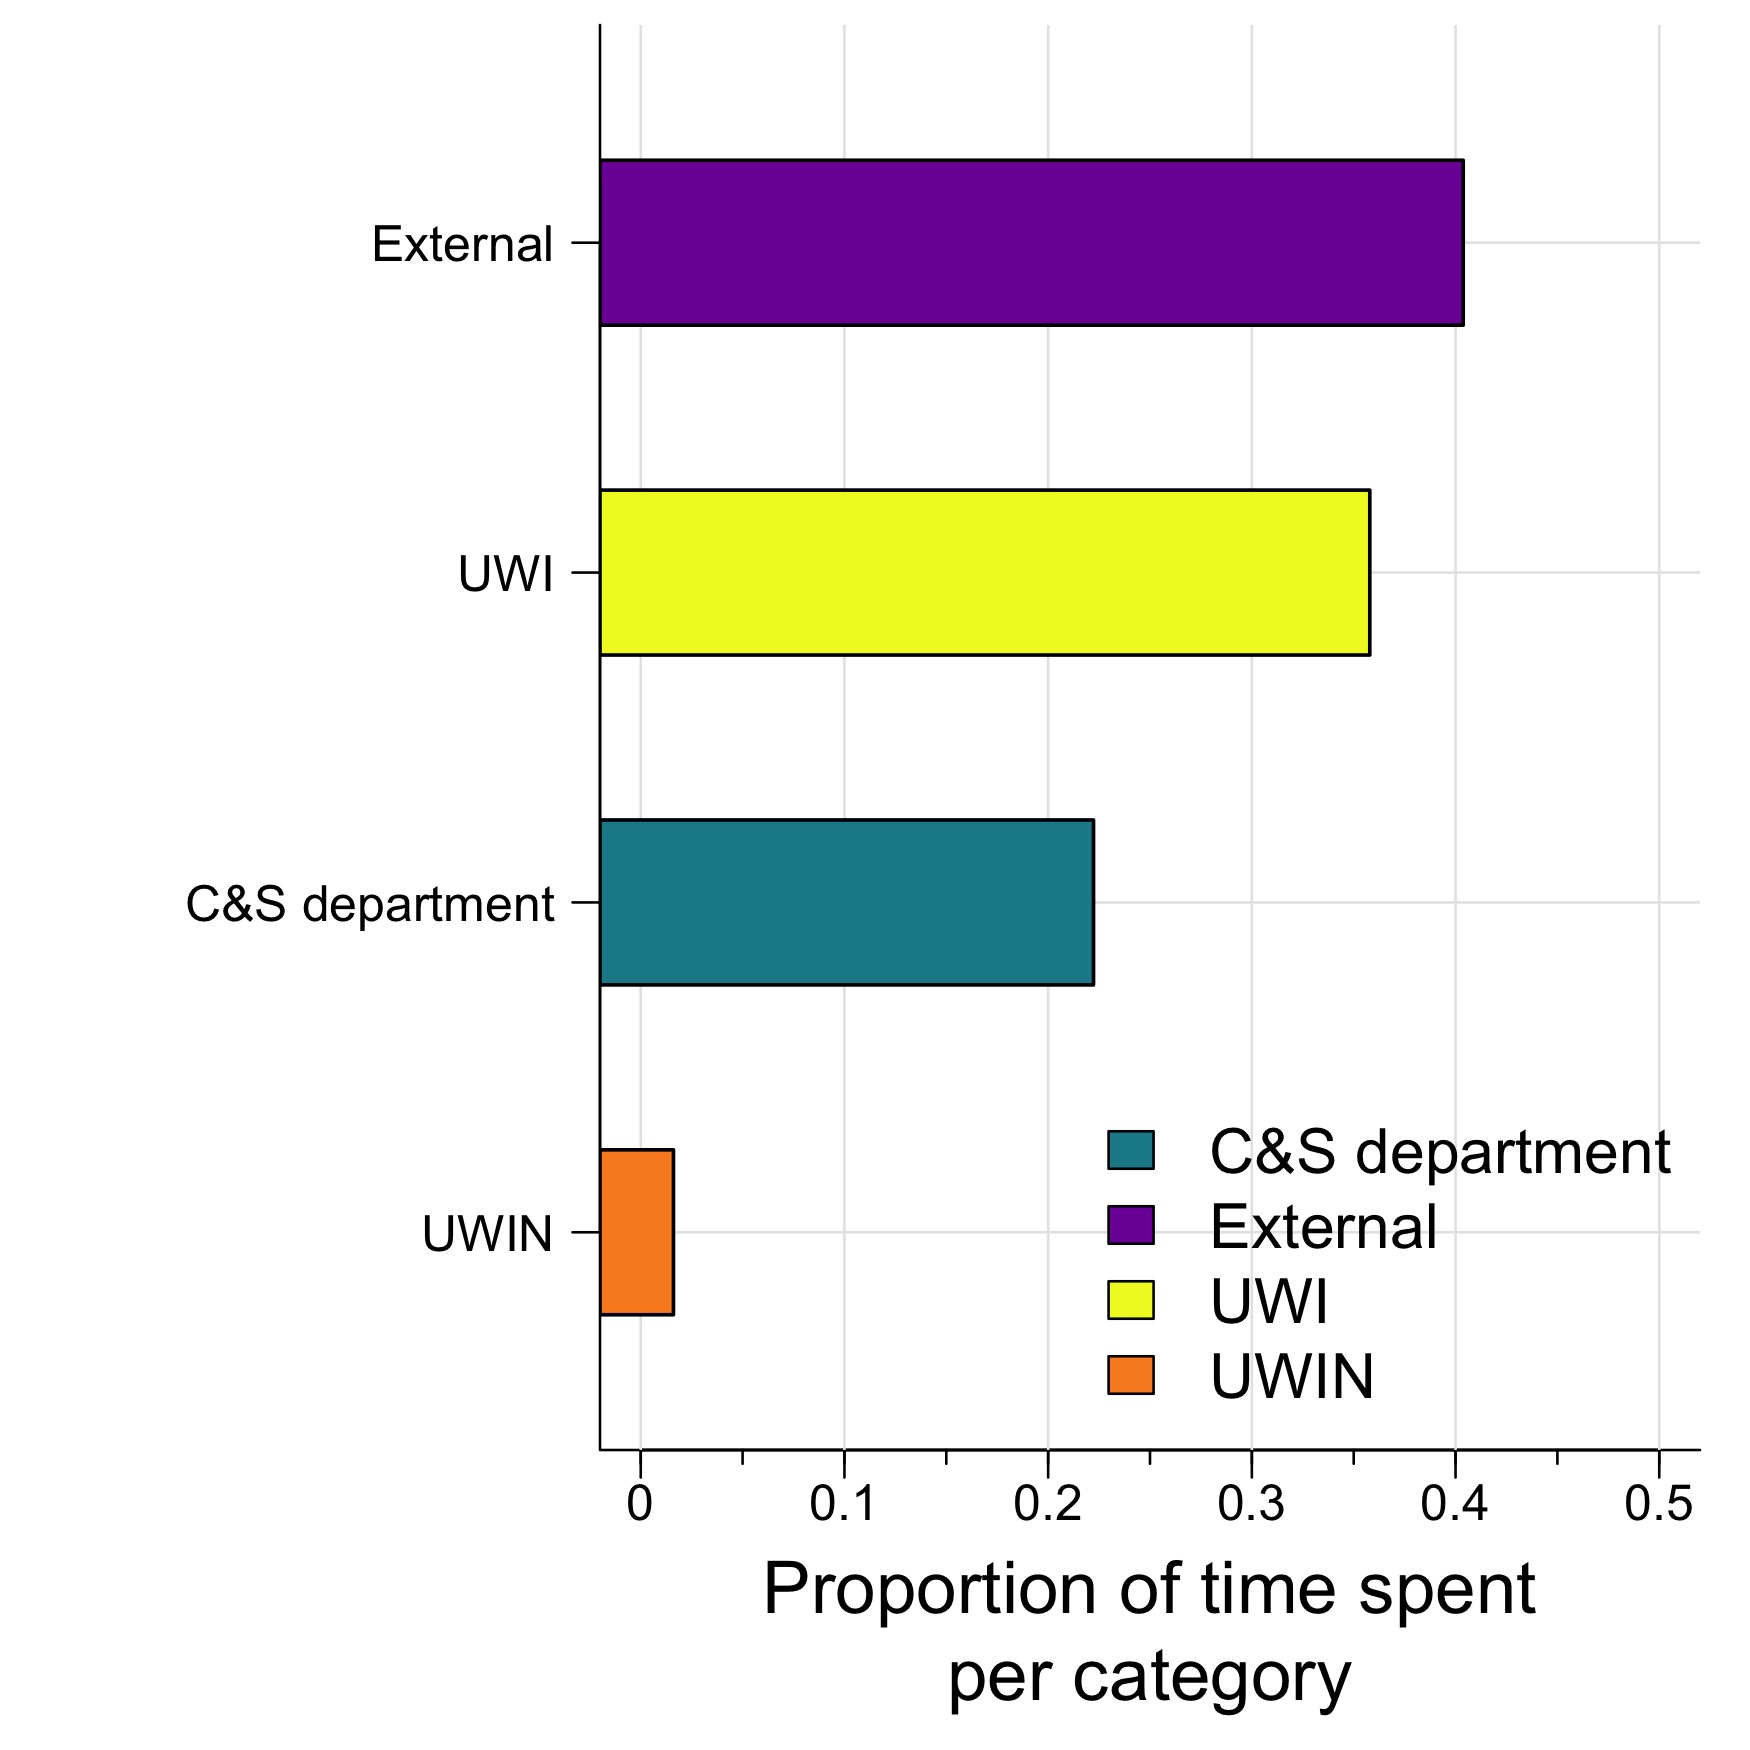 External
UWI
C&S department
UWIN
C&S department
External
UWI
UWIN
0 0.1 0.2 0.3 0.4 0.5
Proportion of time spent
per category